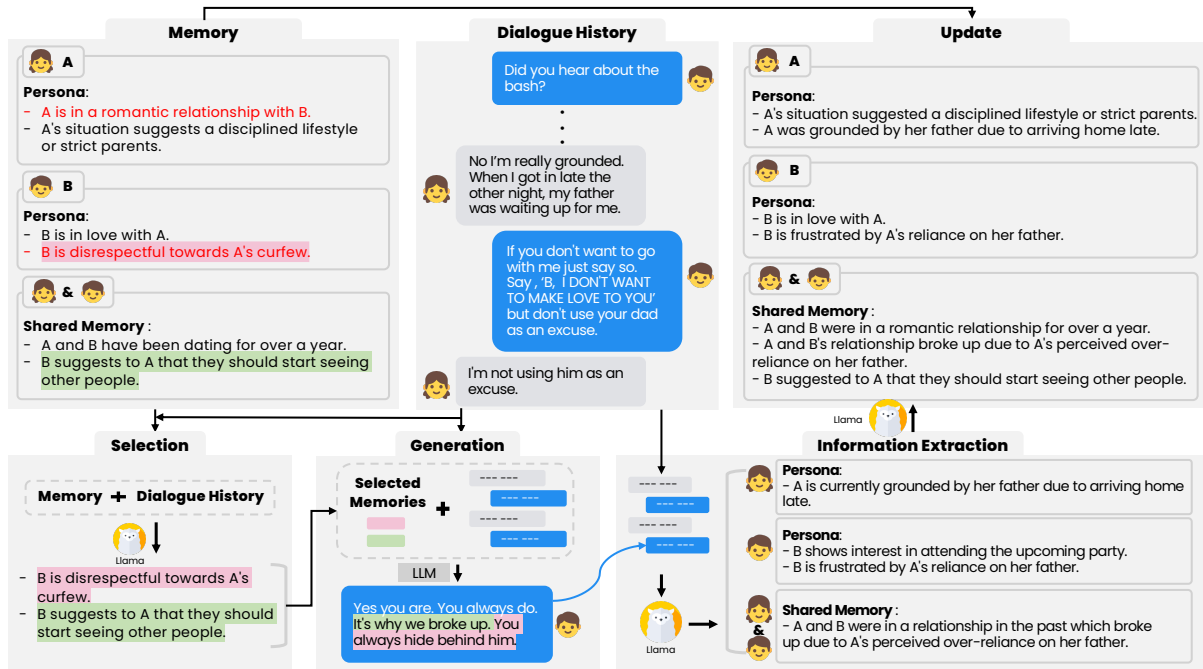 Memory
A
Persona:
- A is in a romantic relationship with B.
- A's situation suggests a disciplined lifestyle
or strict parents.
B
Persona:
- B is in love with A.
- B is disrespectful towards A's curfew.
&
Shared Memory :
- A and B have been dating for over a year.
- B suggests to A that they should start seeing
other people.
Dialogue History
Did you hear about the
bash?
No I'm really grounded.
When I got in late the
other night, my father
was waiting up for me.
If you don't want to go
with me just say so.
Say , 'B, I DON'T WANT
TO MAKE LOVE TO YOU'
but don't use your dad
as an excuse.
I'm not using him as an
excuse.
Update
A
Persona:
- A's situation suggested a disciplined lifestyle or strict parents.
- A was grounded by her father due to arriving home late.
B
Persona:
- B is in love with A.
- B is frustrated by A's reliance on her father.
&
Shared Memory :
- A and B were in a romantic relationship for over a year.
- A and B's relationship broke up due to A's perceived over-
reliance on her father.
- B suggested to A that they should start seeing other people.
Llama
Selection
Memory + Dialogue History
Llama
- B is disrespectful towards A's
curfew.
- B suggests to A that they should
start seeing other people.
Generation
Selected
Memories
+
--- ---
--- ---
--- ---
--- ---
LLM
Yes you are. You always do.
It's why we broke up. You
always hide behind him.
Information Extraction
--- ---
--- ---
--- ---
--- ---
Llama
Persona:
- A is currently grounded by her father due to arriving home
late.
Persona:
- B shows interest in attending the upcoming party.
- B is frustrated by A's reliance on her father.
&
Shared Memory :
- A and B were in a relationship in the past which broke
up due to A's perceived over-reliance on her father.